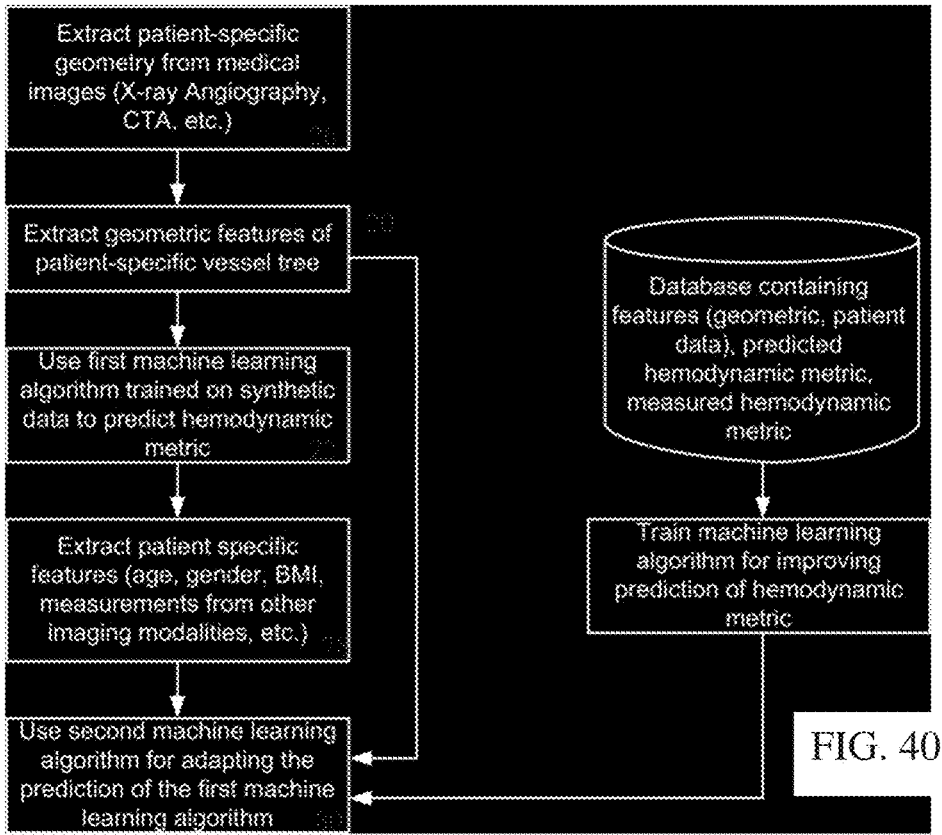 Extract patient-specific
geometry from medical
images (X-ray Angiography,
CTA, etc.)
26
Extract geometric features of
patient-specific vessel tree
28
Use first machine learning
algorithm trained on synthetic
data to predict hemodynamic
metric
Extract patient specific
features (age, gender, BMI,
measurements from other
imaging modalities, etc.)
Use second machine learning
algorithm for adapting the
prediction of the first machine
learning algorithm
Database containing
features (geometric, patient
data), predicted
hemodynamic metric,
measured hemodynamic
metric
Train machine learning
algorithm for improving
prediction of hemodynamic
metric
FIG. 40